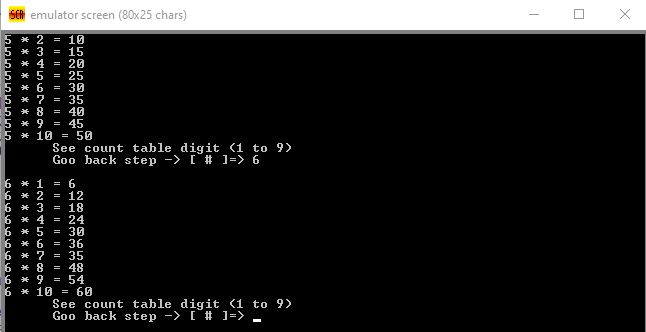 SCR
emulator screen (80x25 chars)
5 * 2 = 10
5 * 3 = 15
5 * 4 = 20
5 * 5 = 25
5 * 6 = 30
5 * 7 = 35
5 * 8 = 40
5 * 9 = 45
5 * 10 = 50
See count table digit (1 to 9)
Goo back step -> [ # ]=> 6
6 * 1 = 6
6 * 2 = 12
6 * 3 = 18
6 * 4 = 24
6 * 5 = 30
6 * 6 = 36
6 * 7 = 35
6 * 8 = 48
6 * 9 = 54
6 * 10 = 60
See count table digit (1 to 9)
Goo back step -> [ # ]=> _